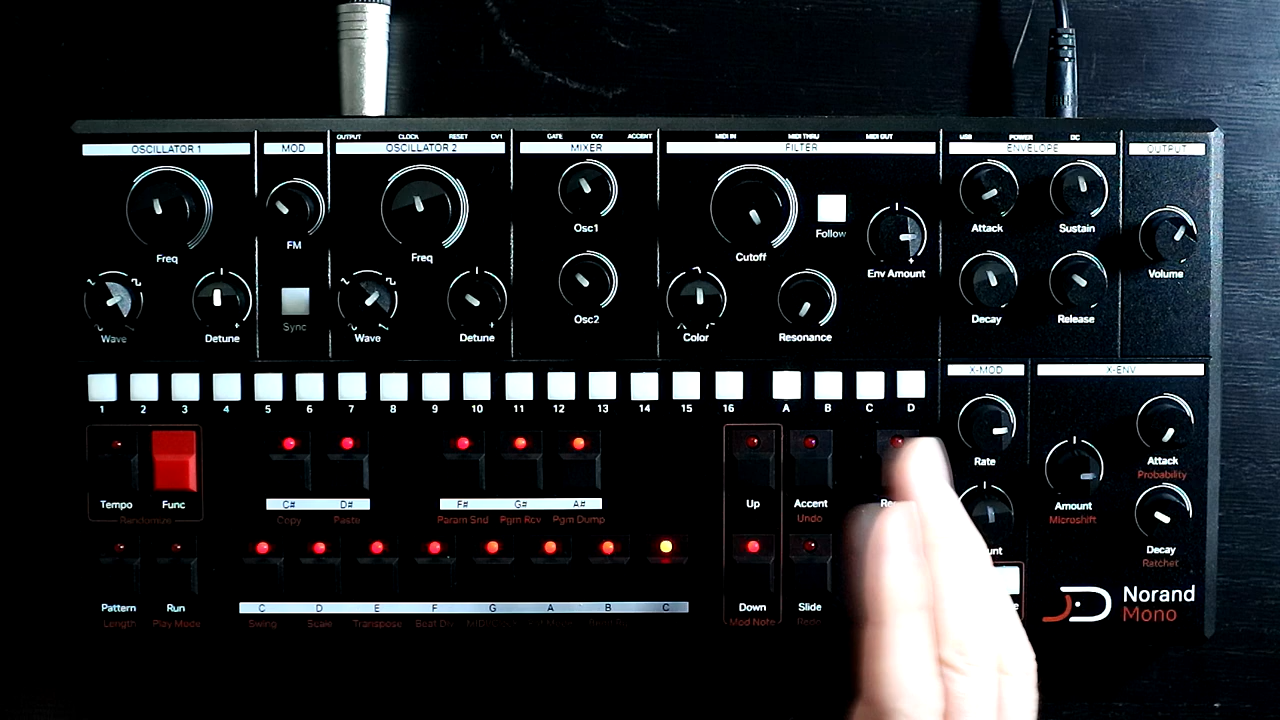 OUTPUT CLOCK RESET CV1 GATE CV2 ACCENT MIDI IN MIDI THRU MIDI OUT USB POWER DC
OSCILLATOR 1 MOD OSCILLATOR 2 MIXER FILTER ENVELOPE OUTPUT
Freq FM Freq Osc1 Cutoff Follow Env Amount Attack Sustain Volume
Wave Detune Sync Wave Detune Osc2 Color Resonance Decay Release
X-MOD X-ENV
1 2 3 4 5 6 7 8 9 10 11 12 13 14 15 16 A B C D
Rate Amount Attack
Microshift Probability
Tempo Func C# D# F# G# A# Up Accent
Randomize Copy Paste Param Snd Pgm Rcv Pgm Dump Undo
Decay
Ratchet
Pattern Run C D E F G A B C Down Slide
Length Play Mode Swing Scale Transpose Beat Div Mod Note Redo
Norand
Mono